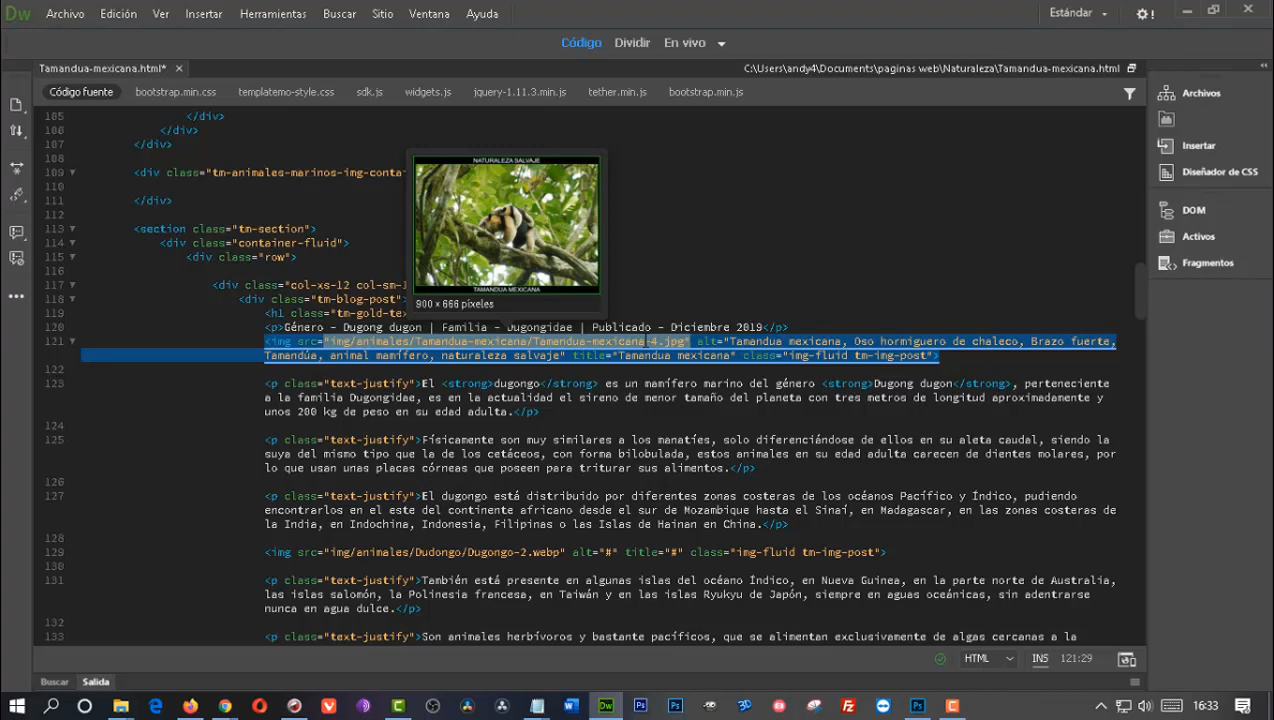 Dw Archivo Edición Ver Insertar Herramientas Buscar Sitio Ventana Ayuda Estándar
Código Dividir En vivo
Tamandua-mexicana.html* C:\Users\andy4\Documents\paginas web\Naturaleza\Tamandua-mexicana.html
Código fuente bootstrap.min.css templatemo-style.css sdk.js widgets.js jquery-1.11.3.min.js tether.min.js bootstrap.min.js
Archivos
Insertar
Diseñador de CSS
DOM
Activos
Fragmentos
105 </div>
106 </div>
107 </div>
108
109 <div class="tm-animales-marinos-img-conta
110
111 </div>
112
113 <section class="tm-section">
114 <div class="container-fluid">
115 <div class="row">
116
117 <div class="col-xs-12 col-sm-1
118 <div class="tm-blog-post">
119 <h1 class="tm-gold-te
NATURALEZA SALVAJE
TAMANDUA MEXICANA
900 x 666 píxeles
120 <p>Género - Dugong dugon | Familia - Dugongidae | Publicado - Diciembre 2019</p>
121 <img src="img/animales/Tamandua-mexicana/Tamandua-mexicana-4.jpg" alt="Tamandua mexicana, Oso hormiguero de chaleco, Brazo fuerte,
Tamandúa, animal mamífero, naturaleza salvaje" title="Tamandua mexicana" class="img-fluid tm-img-post">
122
123 <p class="text-justify">El <strong>dugongo</strong> es un mamífero marino del género <strong>Dugong dugon</strong>, perteneciente
a la familia Dugongidae, es en la actualidad el sireno de menor tamaño del planeta con tres metros de longitud aproximadamente y
unos 200 kg de peso en su edad adulta.</p>
124
125 <p class="text-justify">Físicamente son muy similares a los manatíes, solo diferenciándose de ellos en su aleta caudal, siendo la
suya del mismo tipo que la de los cetáceos, con forma bilobulada, estos animales en su edad adulta carecen de dientes molares, por
lo que usan unas placas córneas que poseen para triturar sus alimentos.</p>
126
127 <p class="text-justify">El dugongo está distribuido por diferentes zonas costeras de los océanos Pacífico y Índico, pudiendo
encontrarlos en el este del continente africano desde el sur de Mozambique hasta el Sinaí, en Madagascar, en las zonas costeras de
la India, en Indochina, Indonesia, Filipinas o las Islas de Hainan en China.</p>
128
129 <img src="img/animales/Dudongo/Dugongo-2.webp" alt="#" title="#" class="img-fluid tm-img-post">
130
131 <p class="text-justify">También está presente en algunas islas del océano Índico, en Nueva Guinea, en la parte norte de Australia,
las islas salomón, la Polinesia francesa, en Taiwán y en las islas Ryukyu de Japón, siempre en aguas oceánicas, sin adentrarse
nunca en agua dulce.</p>
132
133 <p class="text-justify">Son animales herbívoros y bastante pacíficos, que se alimentan exclusivamente de algas cercanas a la
HTML INS 121:29
Buscar Salida
Dw Ps Ps Ps 16:33